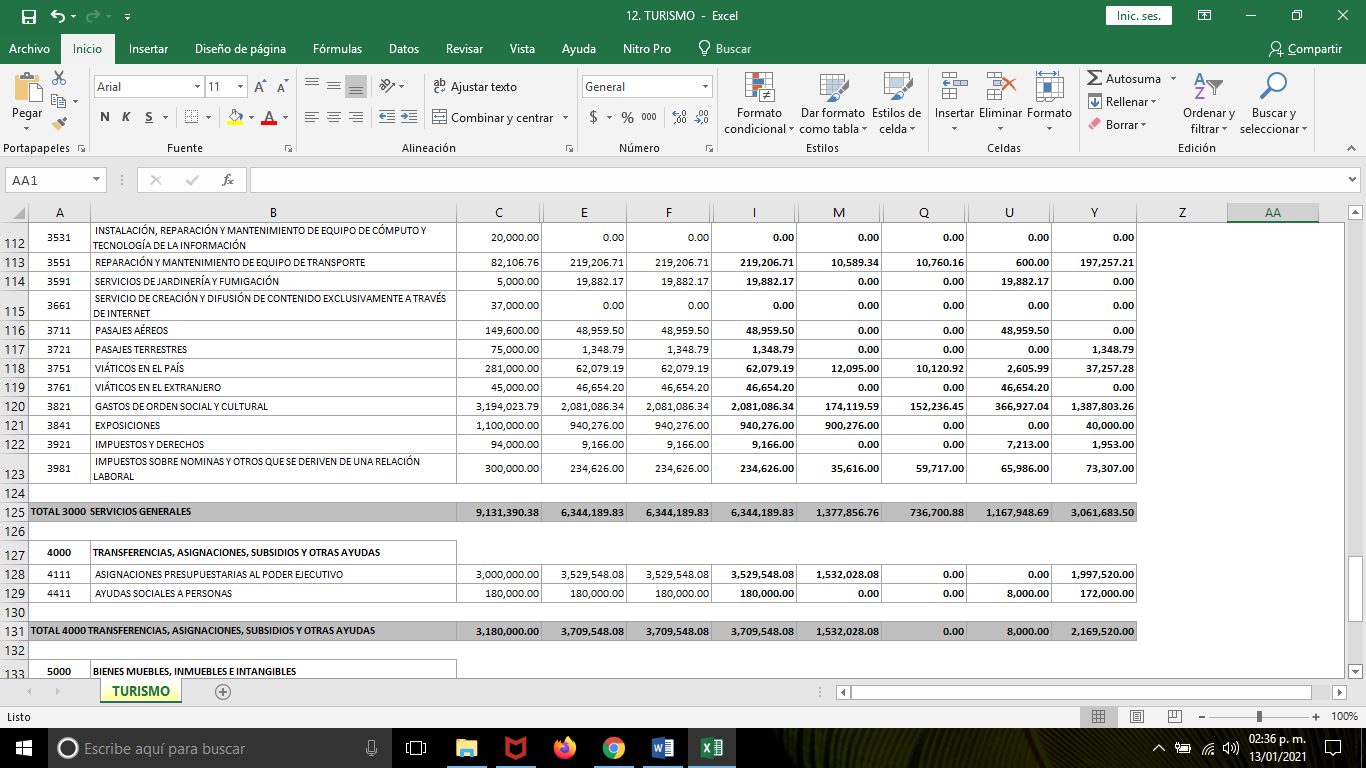 12. TURISMO - Excel
Inic. ses.
Archivo Inicio Insertar Diseño de página Fórmulas Datos Revisar Vista Ayuda Nitro Pro Buscar Compartir
Pegar
Arial 11
N K S
Ajustar texto
Combinar y centrar
General
$ % 000
Formato condicional
Dar formato como tabla
Estilos de celda
Insertar Eliminar Formato
Autosuma
Rellenar
Borrar
Ordenar y filtrar
Buscar y seleccionar
Portapapeles Fuente Alineación Número Estilos Celdas Edición
AA1 fx
A B C E F I M Q U Y Z AA
112 3531 INSTALACIÓN, REPARACIÓN Y MANTENIMIENTO DE EQUIPO DE CÓMPUTO Y
TECNOLOGÍA DE LA INFORMACIÓN 20,000.00 0.00 0.00 0.00 0.00 0.00 0.00 0.00
113 3551 REPARACIÓN Y MANTENIMIENTO DE EQUIPO DE TRANSPORTE 82,106.76 219,206.71 219,206.71 219,206.71 10,589.34 10,760.16 600.00 197,257.21
114 3591 SERVICIOS DE JARDINERÍA Y FUMIGACIÓN 5,000.00 19,882.17 19,882.17 19,882.17 0.00 0.00 19,882.17 0.00
115 3661 SERVICIO DE CREACIÓN Y DIFUSIÓN DE CONTENIDO EXCLUSIVAMENTE A TRAVÉS
DE INTERNET 37,000.00 0.00 0.00 0.00 0.00 0.00 0.00 0.00
116 3711 PASAJES AÉREOS 149,600.00 48,959.50 48,959.50 48,959.50 0.00 0.00 48,959.50 0.00
117 3721 PASAJES TERRESTRES 75,000.00 1,348.79 1,348.79 1,348.79 0.00 0.00 0.00 1,348.79
118 3751 VIÁTICOS EN EL PAÍS 281,000.00 62,079.19 62,079.19 62,079.19 12,095.00 10,120.92 2,605.99 37,257.28
119 3761 VIÁTICOS EN EL EXTRANJERO 45,000.00 46,654.20 46,654.20 46,654.20 0.00 0.00 46,654.20 0.00
120 3821 GASTOS DE ORDEN SOCIAL Y CULTURAL 3,194,023.79 2,081,086.34 2,081,086.34 2,081,086.34 174,119.59 152,236.45 366,927.04 1,387,803.26
121 3841 EXPOSICIONES 1,100,000.00 940,276.00 940,276.00 940,276.00 900,276.00 0.00 0.00 40,000.00
122 3921 IMPUESTOS Y DERECHOS 94,000.00 9,166.00 9,166.00 9,166.00 0.00 0.00 7,213.00 1,953.00
123 3981 IMPUESTOS SOBRE NOMINAS Y OTROS QUE SE DERIVEN DE UNA RELACIÓN
LABORAL 300,000.00 234,626.00 234,626.00 234,626.00 35,616.00 59,717.00 65,986.00 73,307.00
124
125 TOTAL 3000 SERVICIOS GENERALES 9,131,390.38 6,344,189.83 6,344,189.83 6,344,189.83 1,377,856.76 736,700.88 1,167,948.69 3,061,683.50
126
127 4000 TRANSFERENCIAS, ASIGNACIONES, SUBSIDIOS Y OTRAS AYUDAS
128 4111 ASIGNACIONES PRESUPUESTARIAS AL PODER EJECUTIVO 3,000,000.00 3,529,548.08 3,529,548.08 3,529,548.08 1,532,028.08 0.00 0.00 1,997,520.00
129 4411 AYUDAS SOCIALES A PERSONAS 180,000.00 180,000.00 180,000.00 180,000.00 0.00 0.00 8,000.00 172,000.00
130
131 TOTAL 4000 TRANSFERENCIAS, ASIGNACIONES, SUBSIDIOS Y OTRAS AYUDAS 3,180,000.00 3,709,548.08 3,709,548.08 3,709,548.08 1,532,028.08 0.00 8,000.00 2,169,520.00
132
133 5000 BIENES MUEBLES, INMUEBLES E INTANGIBLES
TURISMO
Listo 100%
Escribe aquí para buscar
02:36 p. m.
13/01/2021